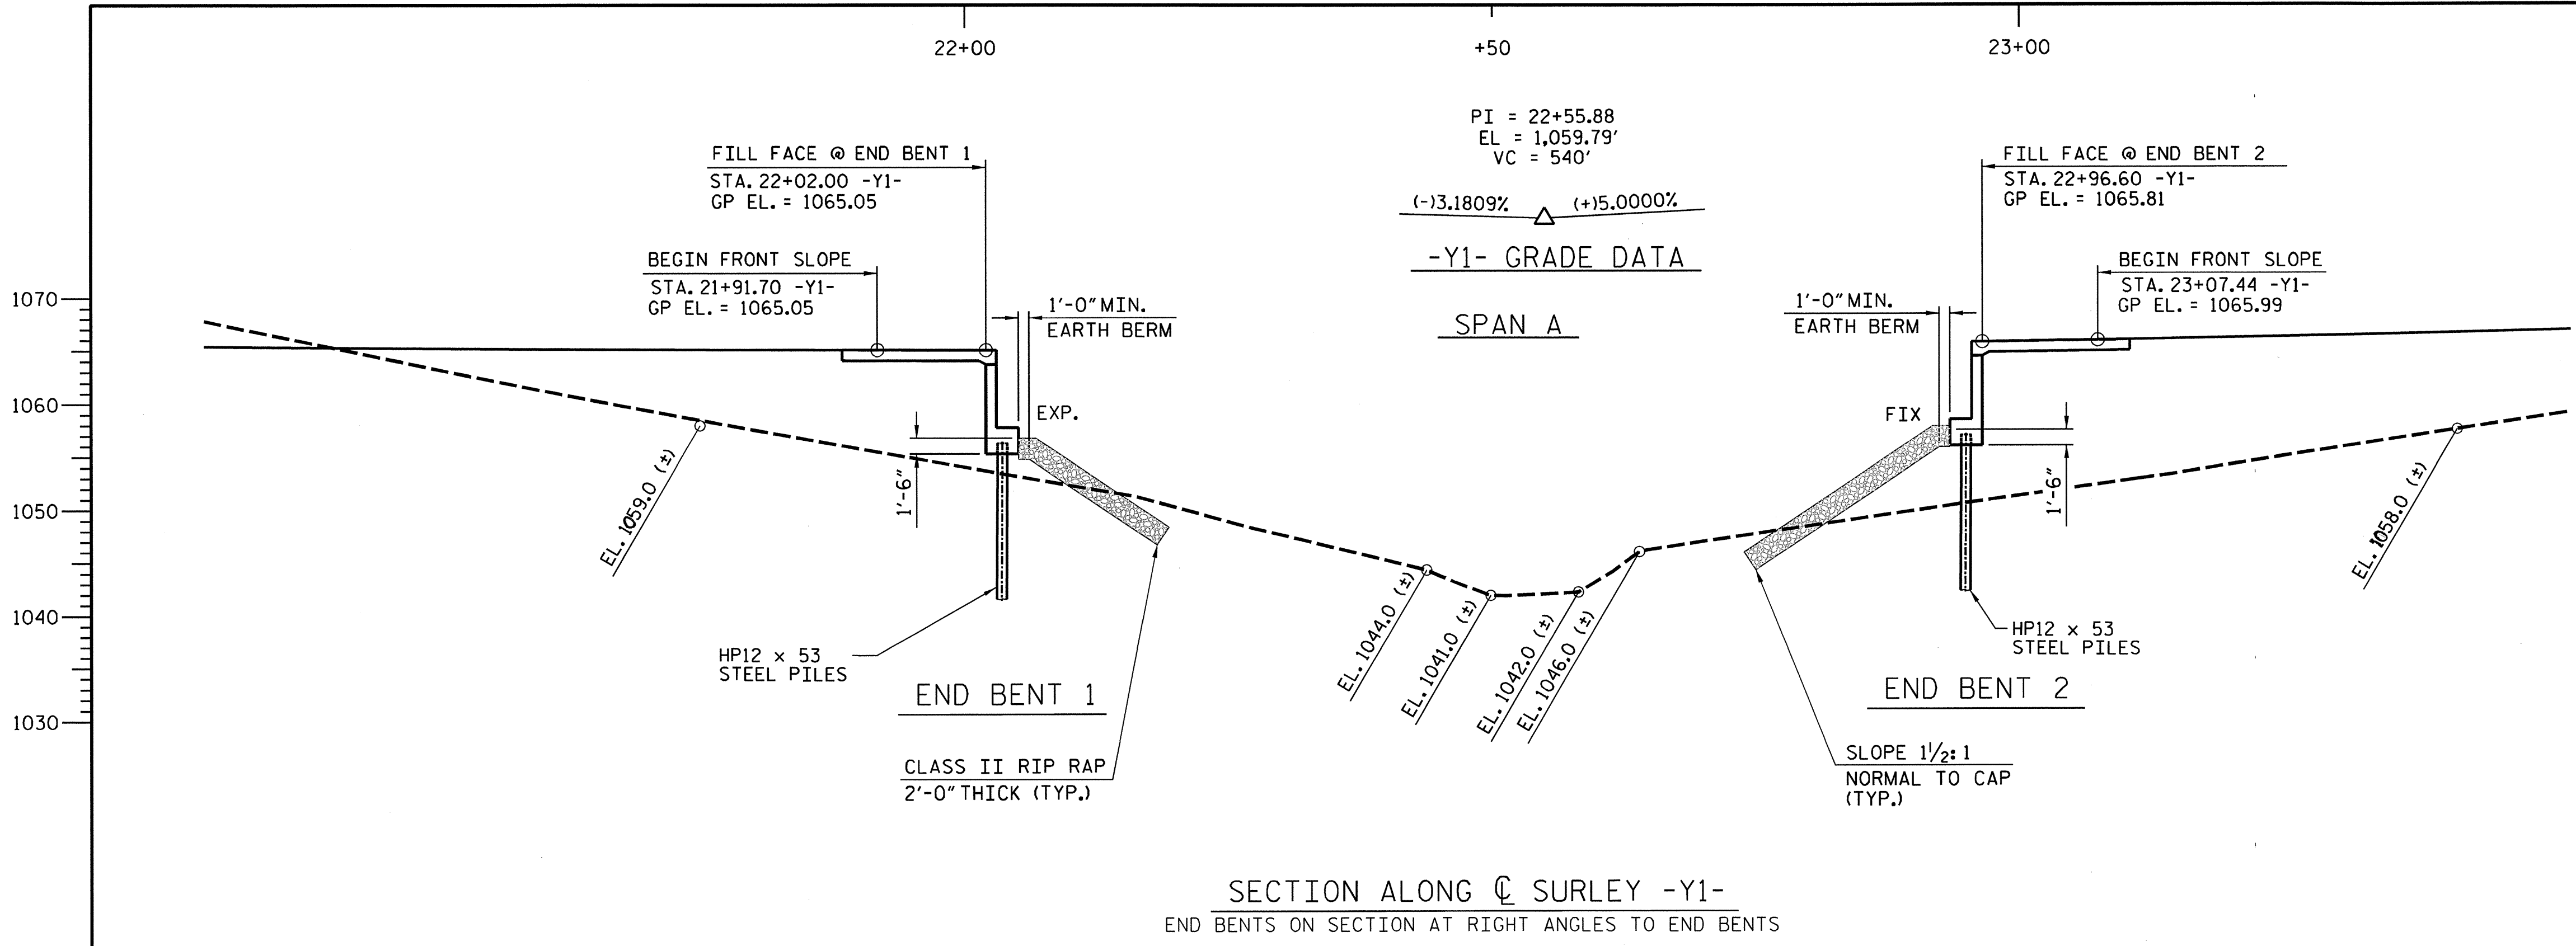 22+00
+50
23+00
PI = 22+55.88
EL = 1,059.79'
VC = 540'
(-)3.1809%
(+)5.0000%
-Y1- GRADE DATA
SPAN A
FILL FACE @ END BENT 1
STA. 22+02.00 -Y1-
GP EL. = 1065.05
BEGIN FRONT SLOPE
STA. 21+91.70 -Y1-
GP EL. = 1065.05
1'-0" MIN.
EARTH BERM
FILL FACE @ END BENT 2
STA. 22+96.60 -Y1-
GP EL. = 1065.81
BEGIN FRONT SLOPE
STA. 23+07.44 -Y1-
GP EL. = 1065.99
1'-0" MIN.
EARTH BERM
1070
1060
1050
1040
1030
EXP.
FIX
1'-6"
1'-6"
EL. 1059.0 (±)
EL. 1044.0 (±)
EL. 1041.0 (±)
EL. 1042.0 (±)
EL. 1046.0 (±)
EL. 1058.0 (±)
HP12 x 53
STEEL PILES
HP12 x 53
STEEL PILES
END BENT 1
END BENT 2
CLASS II RIP RAP
2'-0" THICK (TYP.)
SLOPE 1½:1
NORMAL TO CAP
(TYP.)
SECTION ALONG ℄ SURLEY -Y1-
END BENTS ON SECTION AT RIGHT ANGLES TO END BENTS